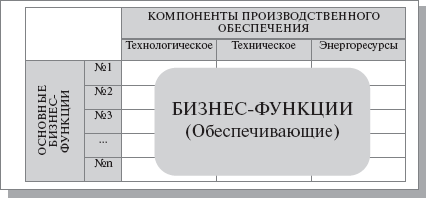 КОМПОНЕНТЫ ПРОИЗВОДСТВЕННОГО
ОБЕСПЕЧЕНИЯ
Технологическое Техническое Энергоресурсы
ОСНОВНЫЕ
БИЗНЕС-
ФУНКЦИИ
№1
№2
№3
...
№n
БИЗНЕС-ФУНКЦИИ
(Обеспечивающие)